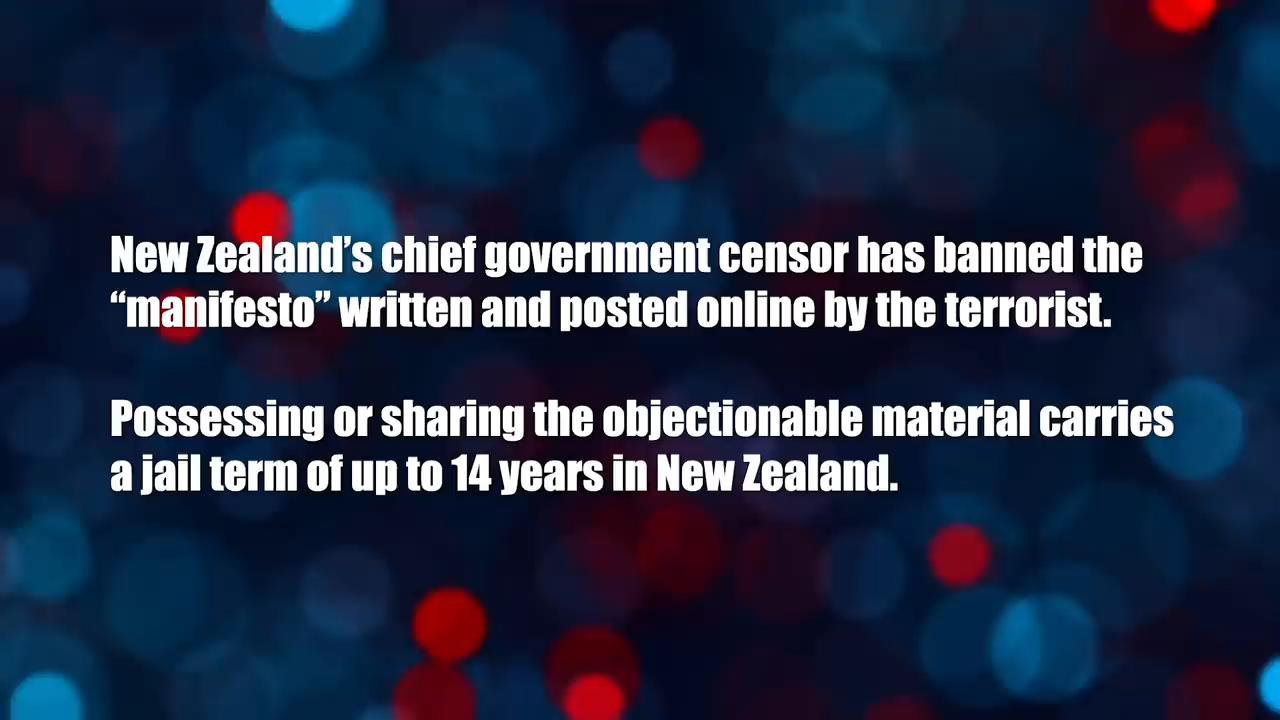 New Zealand’s chief government censor has banned the
“manifesto” written and posted online by the terrorist.
Possessing or sharing the objectionable material carries
a jail term of up to 14 years in New Zealand.